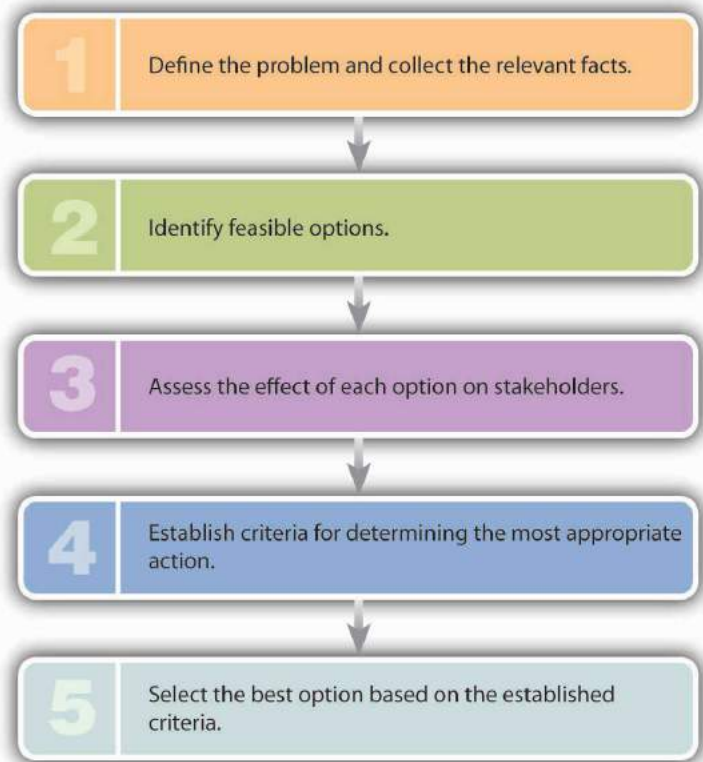 1
Define the problem and collect the relevant facts.
2
Identify feasible options.
3
Assess the effect of each option on stakeholders.
4
Establish criteria for determining the most appropriate
action.
5
Select the best option based on the established
criteria.